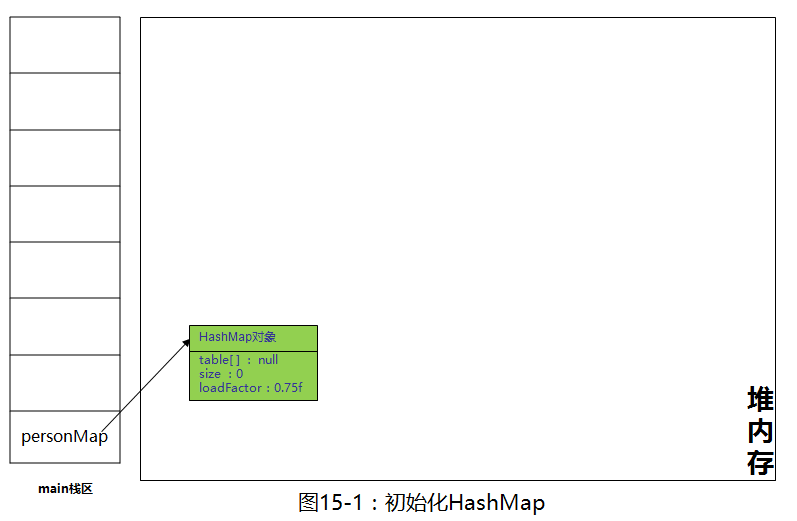 HashMap对象
table[ ] : null
size : 0
loadFactor : 0.75f
personMap
堆内存
main栈区
图15-1：初始化HashMap